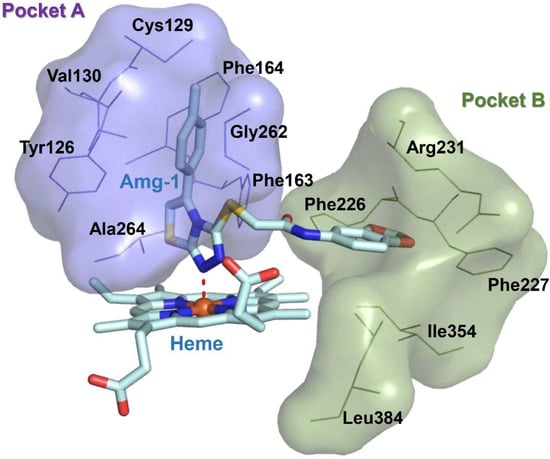 Pocket A
Cys129
Val130
Phe164
Pocket B
Gly262
Tyr126
Arg231
Amg-1
Phe163
Phe226
Ala264
Phe227
Ile354
Heme
Leu384